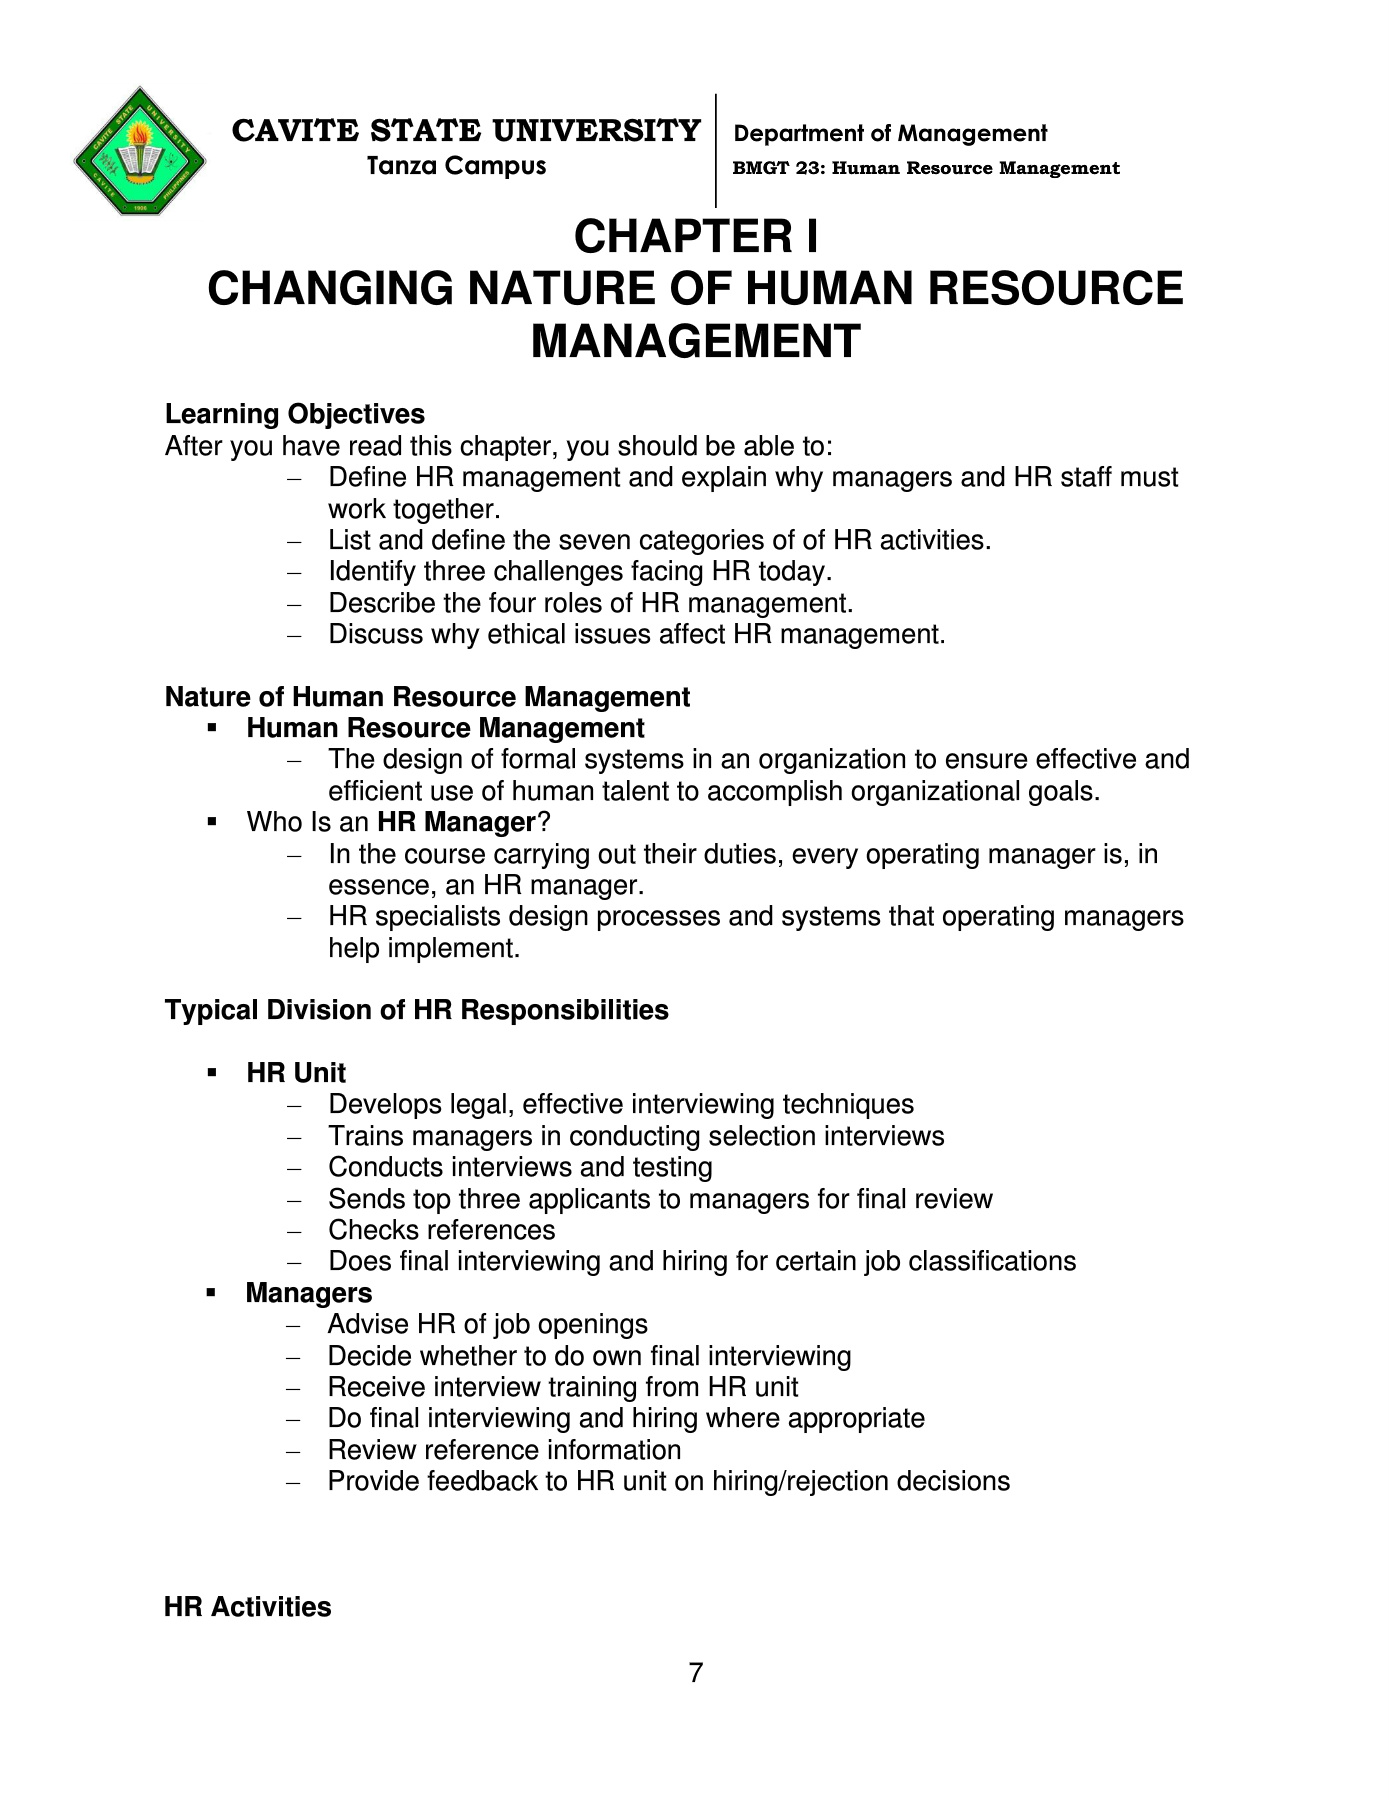 CAVITE STATE UNIVERSITY
Tanza Campus
Department of Management
BMGT 23: Human Resource Management
CAVITE STATE UNIVERSITY
CAVITE
PHILIPPINES
1906
CHAPTER I
CHANGING NATURE OF HUMAN RESOURCE
MANAGEMENT
Learning Objectives
After you have read this chapter, you should be able to:
– Define HR management and explain why managers and HR staff must
work together.
– List and define the seven categories of of HR activities.
– Identify three challenges facing HR today.
– Describe the four roles of HR management.
– Discuss why ethical issues affect HR management.
Nature of Human Resource Management
▪ Human Resource Management
– The design of formal systems in an organization to ensure effective and
efficient use of human talent to accomplish organizational goals.
▪ Who Is an HR Manager?
– In the course carrying out their duties, every operating manager is, in
essence, an HR manager.
– HR specialists design processes and systems that operating managers
help implement.
Typical Division of HR Responsibilities
▪ HR Unit
– Develops legal, effective interviewing techniques
– Trains managers in conducting selection interviews
– Conducts interviews and testing
– Sends top three applicants to managers for final review
– Checks references
– Does final interviewing and hiring for certain job classifications
▪ Managers
– Advise HR of job openings
– Decide whether to do own final interviewing
– Receive interview training from HR unit
– Do final interviewing and hiring where appropriate
– Review reference information
– Provide feedback to HR unit on hiring/rejection decisions
HR Activities
7